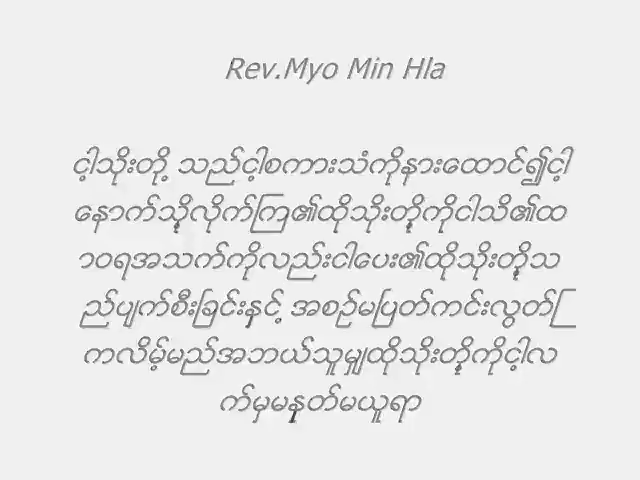 Rev.Myo Min Hla
ငါ့သိုးတို့ သည်ငါ့စကားသံကိုနားထောင်၍ငါ့
နောက်သို့လိုက်ကြ၏ထိုသိုးတို့ကိုငါသိ၏ထ
ာဝရအသက်ကိုလည်းငါပေး၏ထိုသိုးတို့သ
ည်ပျက်စီးခြင်းနှင့် အစဉ်မပြတ်ကင်းလွတ်ြ
ကလိမ့်မည်အဘယ်သူမျှထိုသိုးတို့ကိုငါ့လ
က်မှမနုတ်မယူရာ